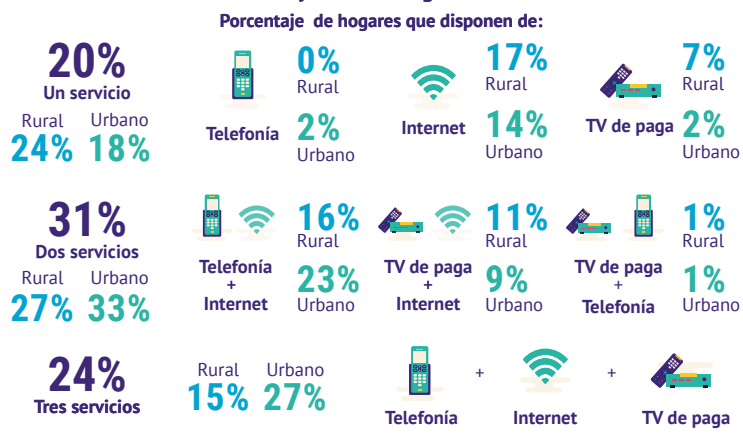 Porcentaje de hogares que disponen de:
20%
Un servicio
Rural Urbano
24% 18%
Telefonía
0%
Rural
2%
Urbano
Internet
17%
Rural
14%
Urbano
TV de paga
7%
Rural
2%
Urbano
31%
Dos servicios
Rural Urbano
27% 33%
Telefonía
+
Internet
16%
Rural
23%
Urbano
TV de paga
+
Internet
11%
Rural
9%
Urbano
TV de paga
+
Telefonía
1%
Rural
1%
Urbano
24%
Tres servicios
Rural Urbano
15% 27%
+ +
Telefonía Internet TV de paga